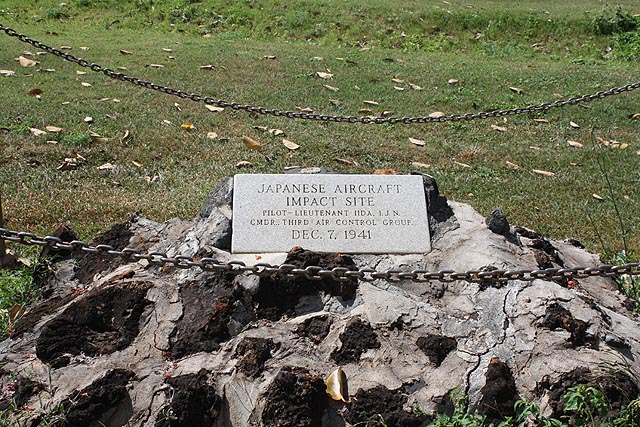 JAPANESE AIRCRAFT
IMPACT SITE
PILOT-LIEUTENANT IIDA, I.J.N.
CMDR., THIRD AIR CONTROL GROUP
DEC. 7, 1941